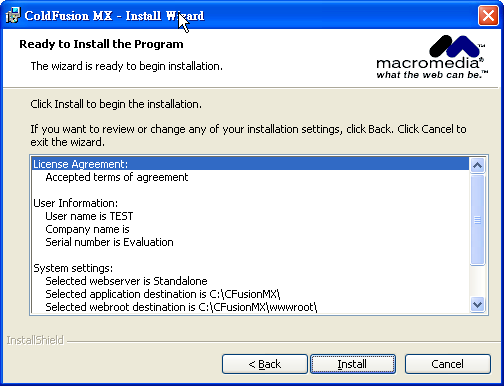 ColdFusion MX - Install Wizard
Ready to Install the Program
The wizard is ready to begin installation.
macromedia®
what the web can be.™
Click Install to begin the installation.
If you want to review or change any of your installation settings, click Back. Click Cancel to
exit the wizard.
License Agreement:
Accepted terms of agreement
User Information:
User name is TEST
Company name is
Serial number is Evaluation
System settings:
Selected webserver is Standalone
Selected application destination is C:\CFusionMX\
Selected webroot destination is C:\CFusionMX\wwwroot\
InstallShield
< Back
Install
Cancel